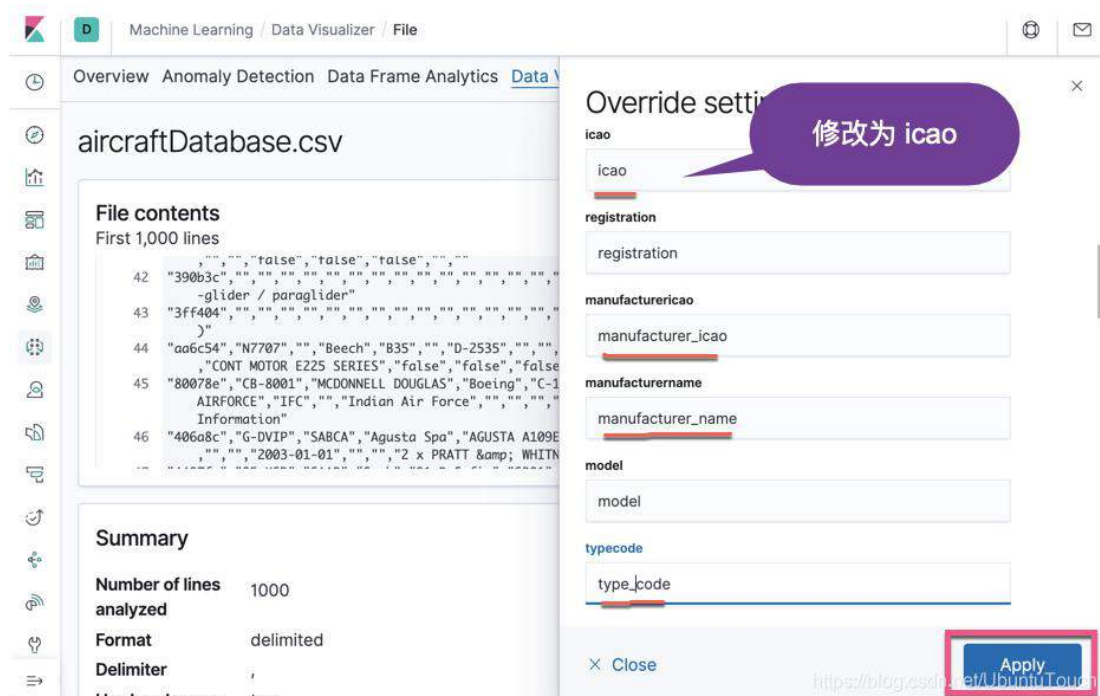 D
Machine Learning / Data Visualizer / File
Overview Anomaly Detection Data Frame Analytics Data V
aircraftDatabase.csv
File contents
First 1,000 lines
,"","","false","false","false","",""
42 "390b3c","","","","","","","","","","","","","","
-glider / paraglider"
43 "3ff404","","","","","","","","","","","","","","
)"
44 "aa6c54","N7707","","Beech","B35","","D-2535","","",
,"CONT MOTOR E225 SERIES","false","false","false
45 "80078e","CB-8001","MCDONNELL DOUGLAS","Boeing","C-1
AIRFORCE","IFC","","Indian Air Force","","","","
Information"
46 "406a8c","G-DVIP","SABCA","Agusta Spa","AGUSTA A109E
,"","","2003-01-01","","","2 x PRATT &amp; WHITN
Summary
Number of lines analyzed 1000
Format delimited
Delimiter ,
Override setti
修改为 icao
icao
icao
registration
registration
manufacturericao
manufacturer_icao
manufacturername
manufacturer_name
model
model
typecode
type_code
× Close
Apply
https://blog.csdn.net/UbuntuTouch